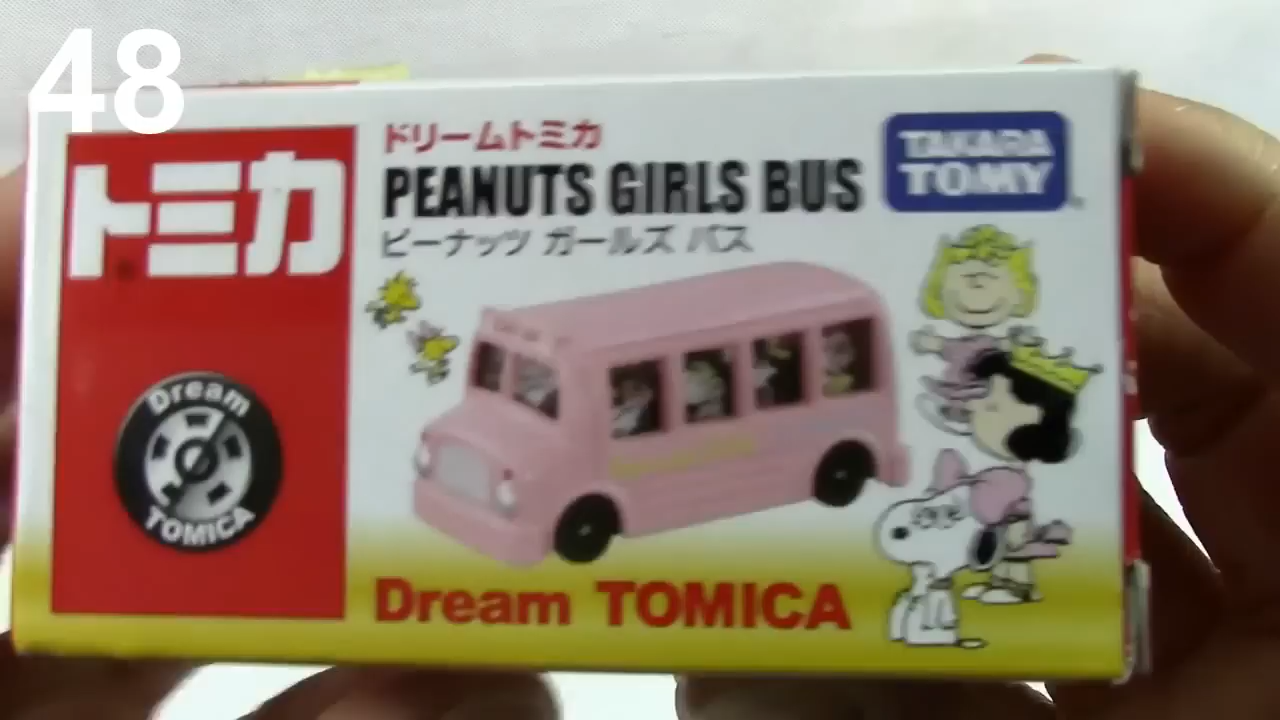 48
トミカ
ドリームトミカ
PEANUTS GIRLS BUS
ピーナッツ ガールズ バス
TAKARA
TOMY
Dream
TOMICA
Dream TOMICA